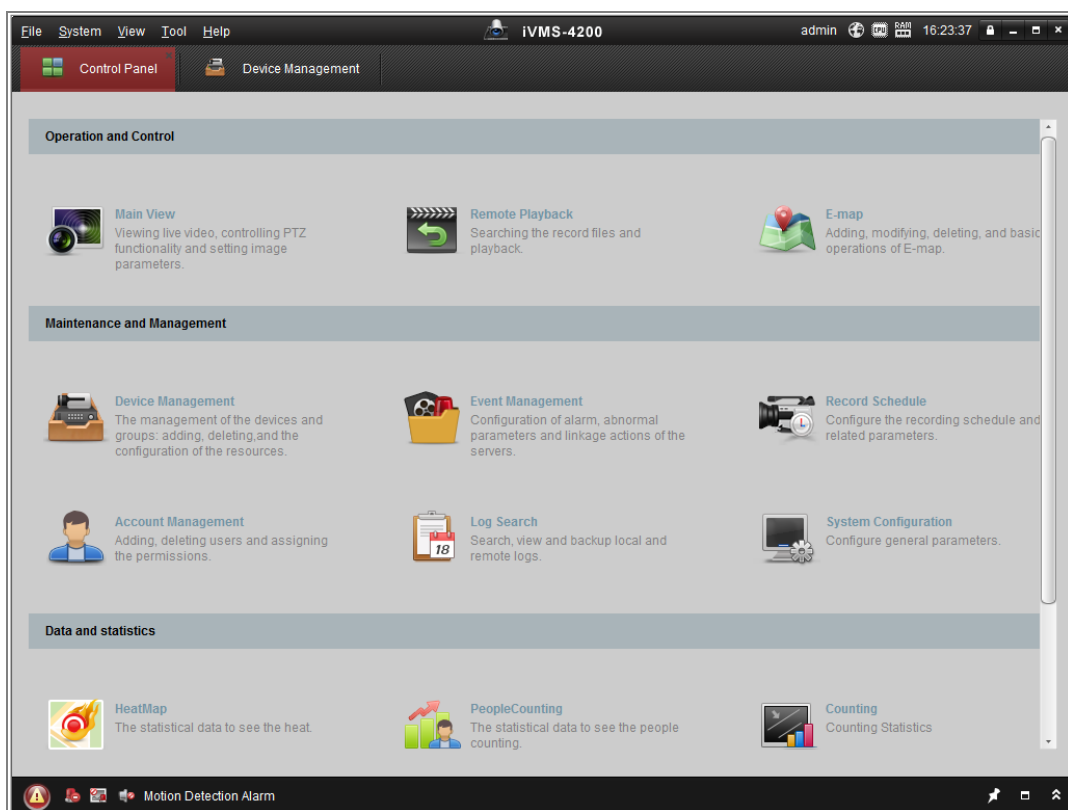 File System View Tool Help iVMS-4200 admin CPU RAM 16:23:37
Control Panel Device Management
Operation and Control
Main View
Viewing live video, controlling PTZ
functionality and setting image
parameters.
Remote Playback
Searching the record files and
playback.
E-map
Adding, modifying, deleting, and basic
operations of E-map.
Maintenance and Management
Device Management
The management of the devices and
groups: adding, deleting,and the
configuration of the resources.
Event Management
Configuration of alarm, abnormal
parameters and linkage actions of the
servers.
Record Schedule
Configure the recording schedule and
related parameters.
Account Management
Adding, deleting users and assigning
the permissions.
18
Log Search
Search, view and backup local and
remote logs.
System Configuration
Configure general parameters.
Data and statistics
HeatMap
The statistical data to see the heat.
PeopleCounting
The statistical data to see the people
counting.
Counting
Counting Statistics
Motion Detection Alarm